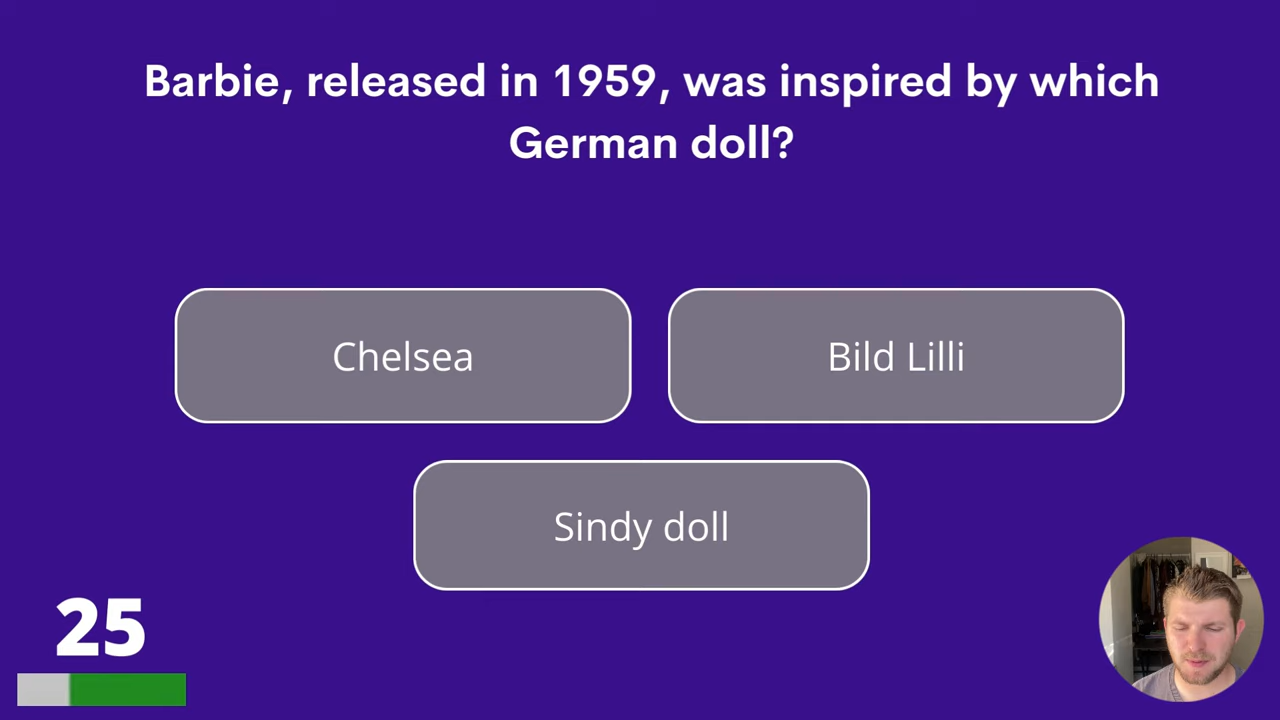 Barbie, released in 1959, was inspired by which
German doll?
Chelsea
Bild Lilli
Sindy doll
25